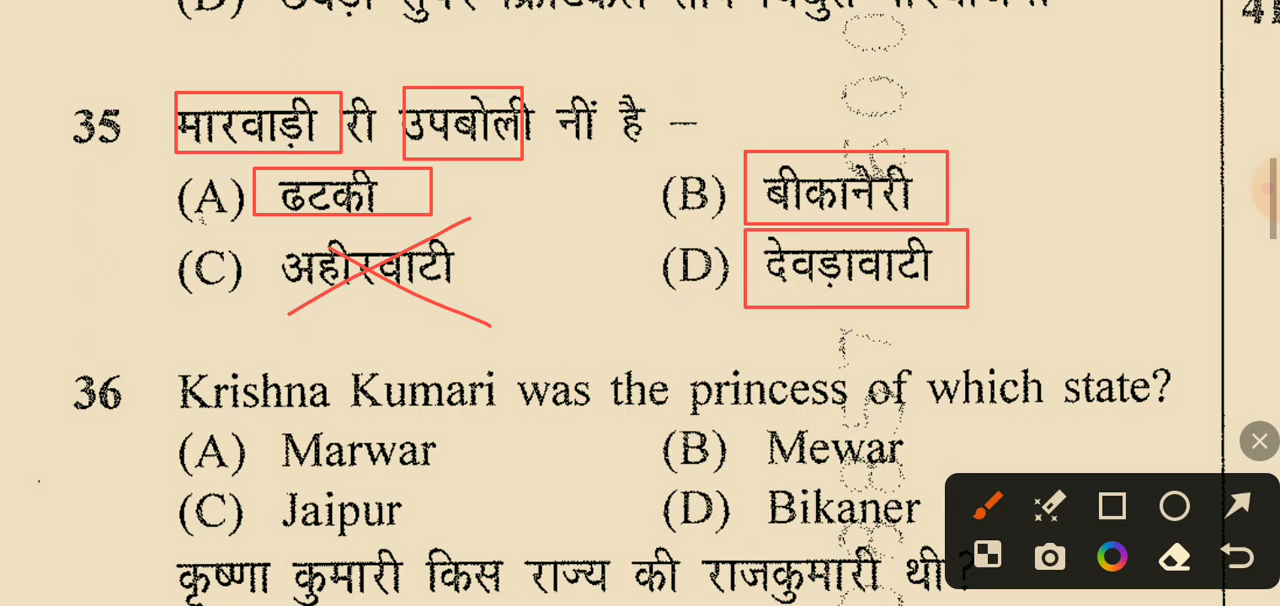 35 मारवाड़ी री उपबोली नीं है –
(A) ढटकी (B) बीकानेरी
(C) अहीरवाटी (D) देवड़ावाटी
36 Krishna Kumari was the princess of which state?
(A) Marwar (B) Mewar
(C) Jaipur (D) Bikaner
कृष्णा कुमारी किस राज्य की राजकुमारी थी ?